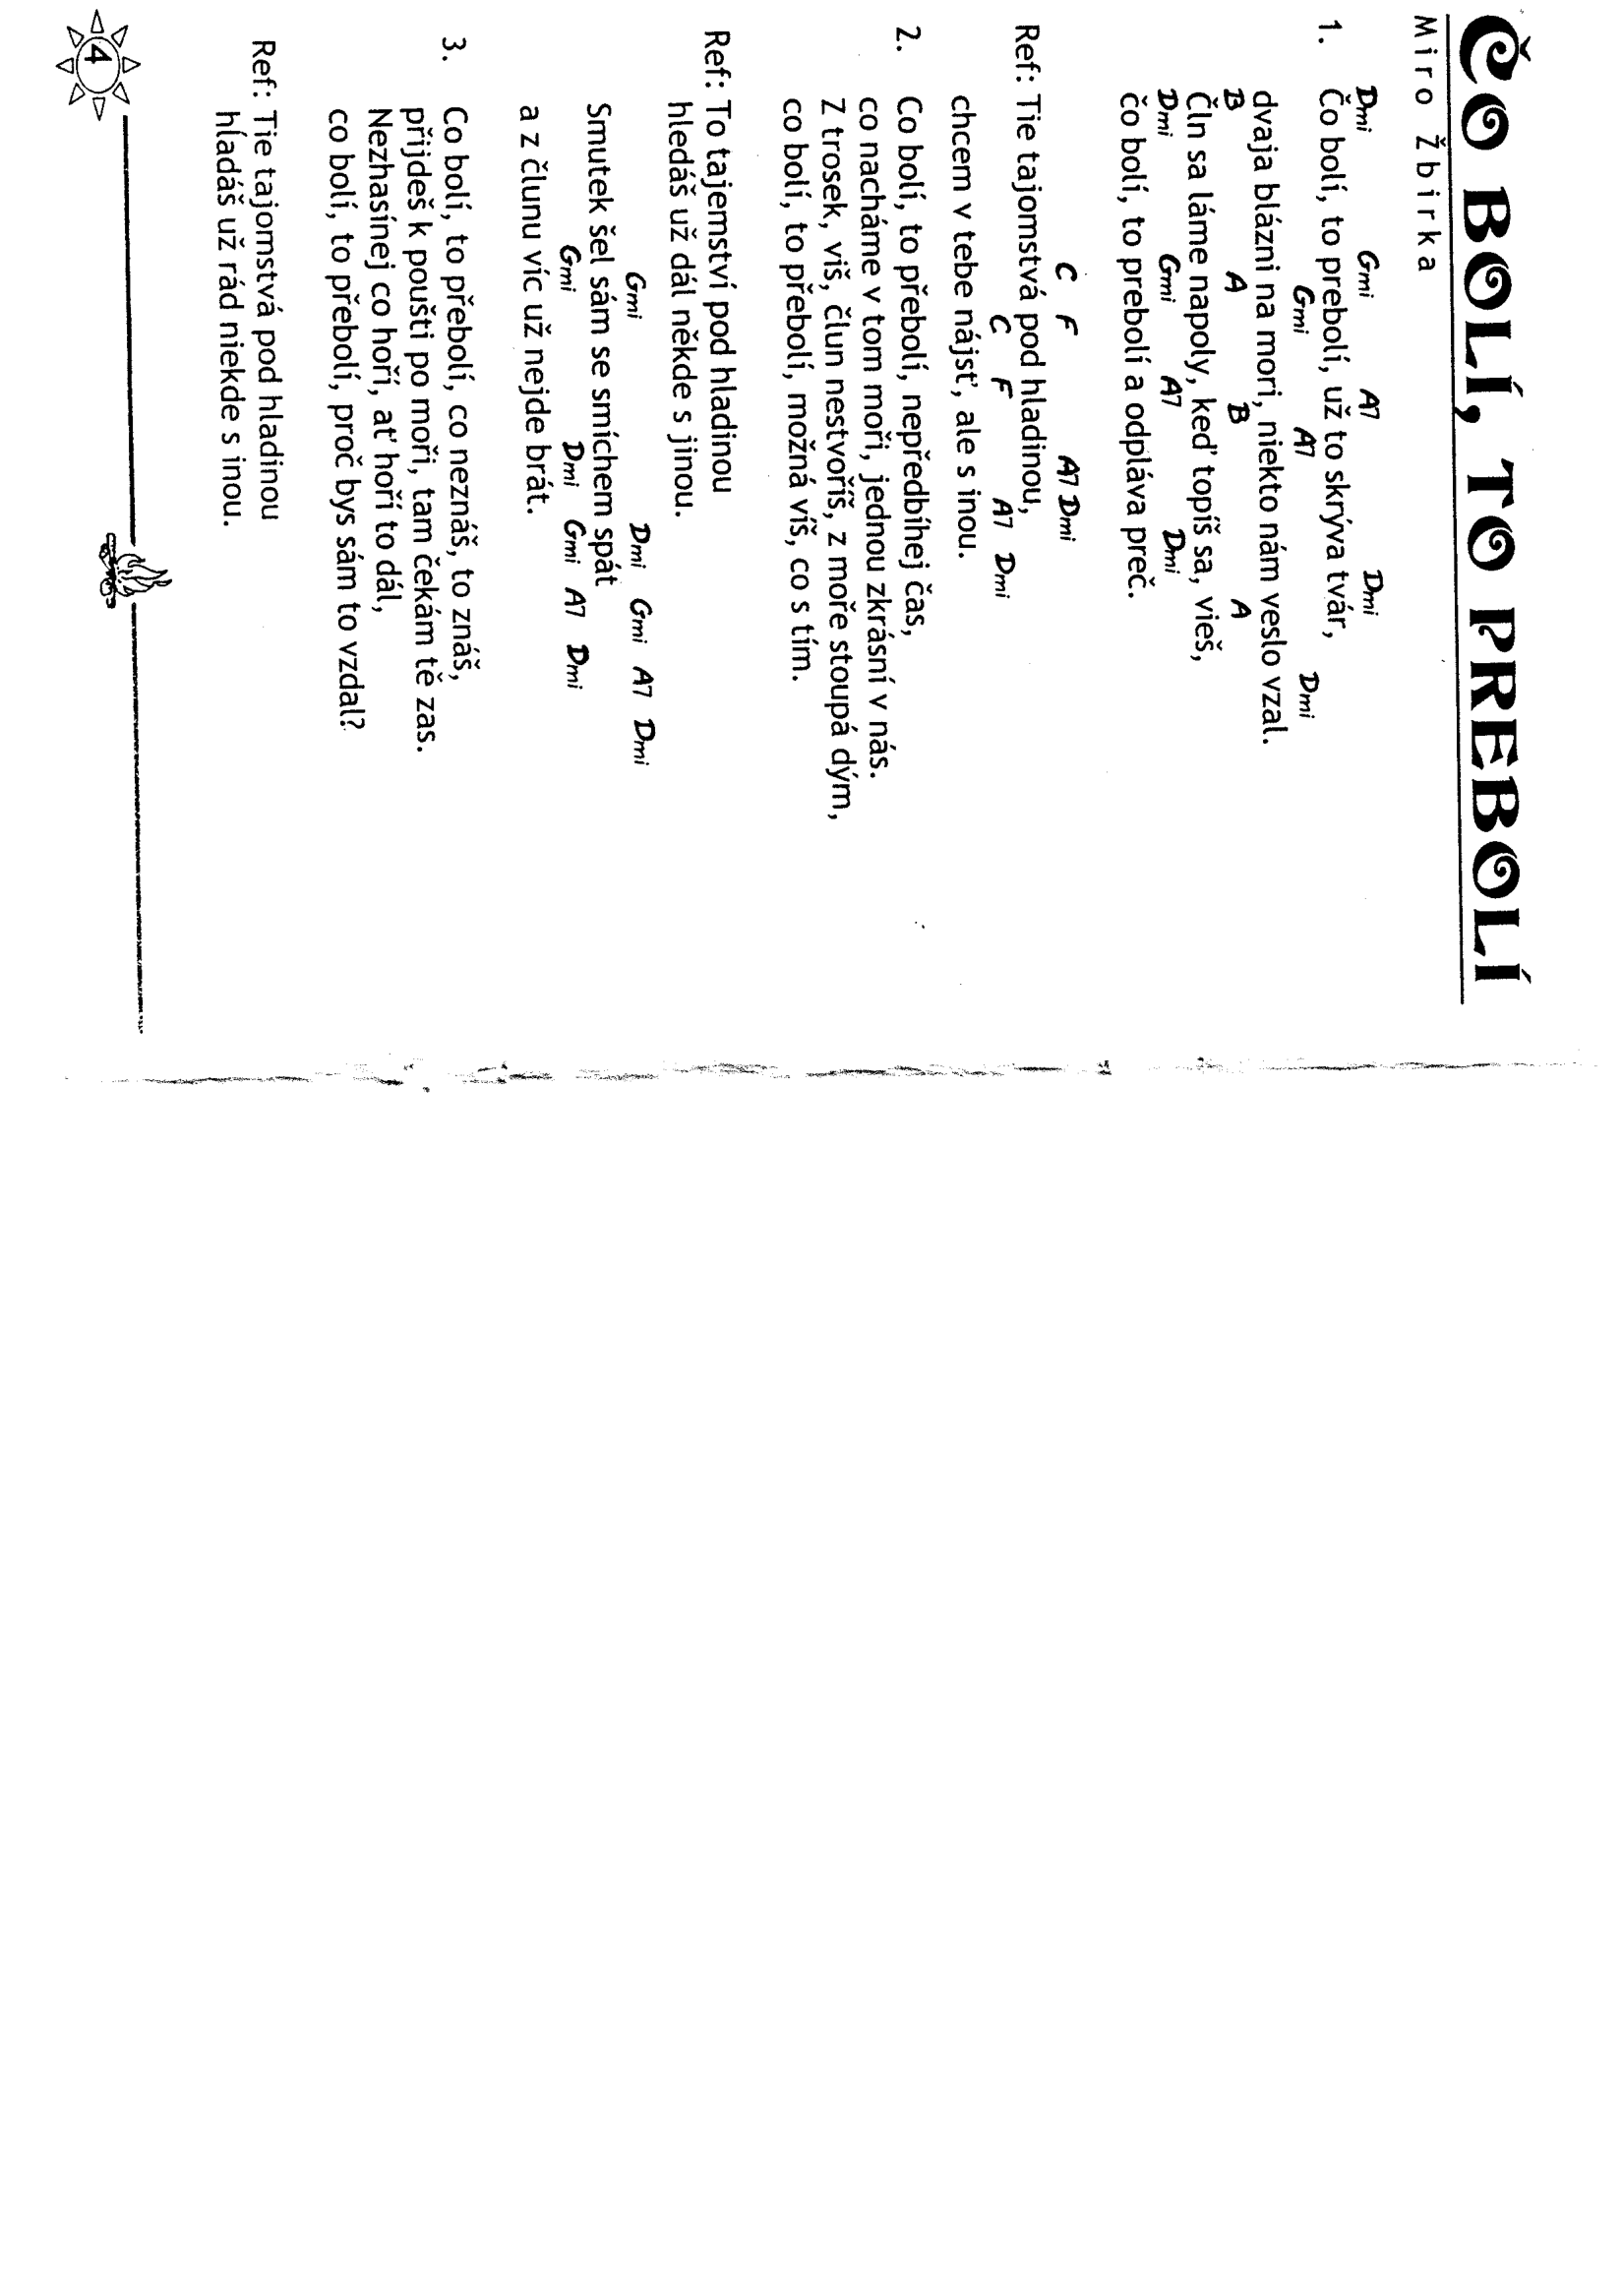 ČO BOLÍ, TO PREBOLÍ
Miro Žbirka
Dmi Gmi A7 Dmi
1. Čo bolí, to prebolí, už to skrýva tvár,
Gmi A7 Dmi
dvaja blázni na mori, niekto nám veslo vzal.
B A B A
Čln sa láme napoly, keď topíš sa, vieš,
Dmi Gmi A7 Dmi
čo bolí, to prebolí a odpláva preč.
C F A7 Dmi
Ref: Tie tajomstvá pod hladinou,
C F A7 Dmi
chcem v tebe nájsť, ale s inou.
2. Co bolí, to přebolí, nepředbíhej čas,
co nacháme v tom moři, jednou zkrásní v nás.
Z trosek, viš, člun nestvoříš, z moře stoupá dým,
co bolí, to přebolí, možná víš, co s tím.
Ref: To tajemství pod hladinou
hledáš už dál někde s jinou.
Gmi Dmi Gmi A7 Dmi
Smutek šel sám se smíchem spát
Gmi Dmi Gmi A7 Dmi
a z člunu víc už nejde brát.
3. Co bolí, to přebolí, co neznáš, to znáš,
přijdeš k poušti po moři, tam čekám tě zas.
Nezhasínej co hoří, ať hoří to dál,
co bolí, to přebolí, proč bys sám to vzdal?
Ref: Tie tajomstvá pod hladinou
hĺadáš už rád niekde s inou.
4